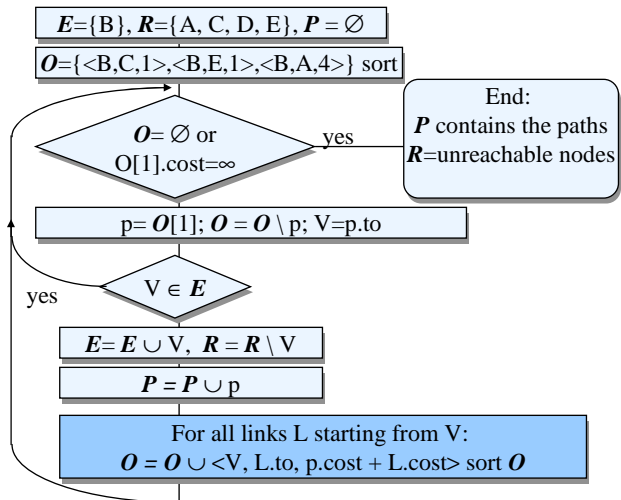 E={B}, R={A, C, D, E}, P = ∅
O={<B,C,1>,<B,E,1>,<B,A,4>} sort
O= ∅ or
O[1].cost=∞
yes
End:
P contains the paths
R=unreachable nodes
p= O[1]; O = O \ p; V=p.to
V ∈ E
yes
E= E ∪ V, R = R \ V
P = P ∪ p
For all links L starting from V:
O = O ∪ <V, L.to, p.cost + L.cost> sort O